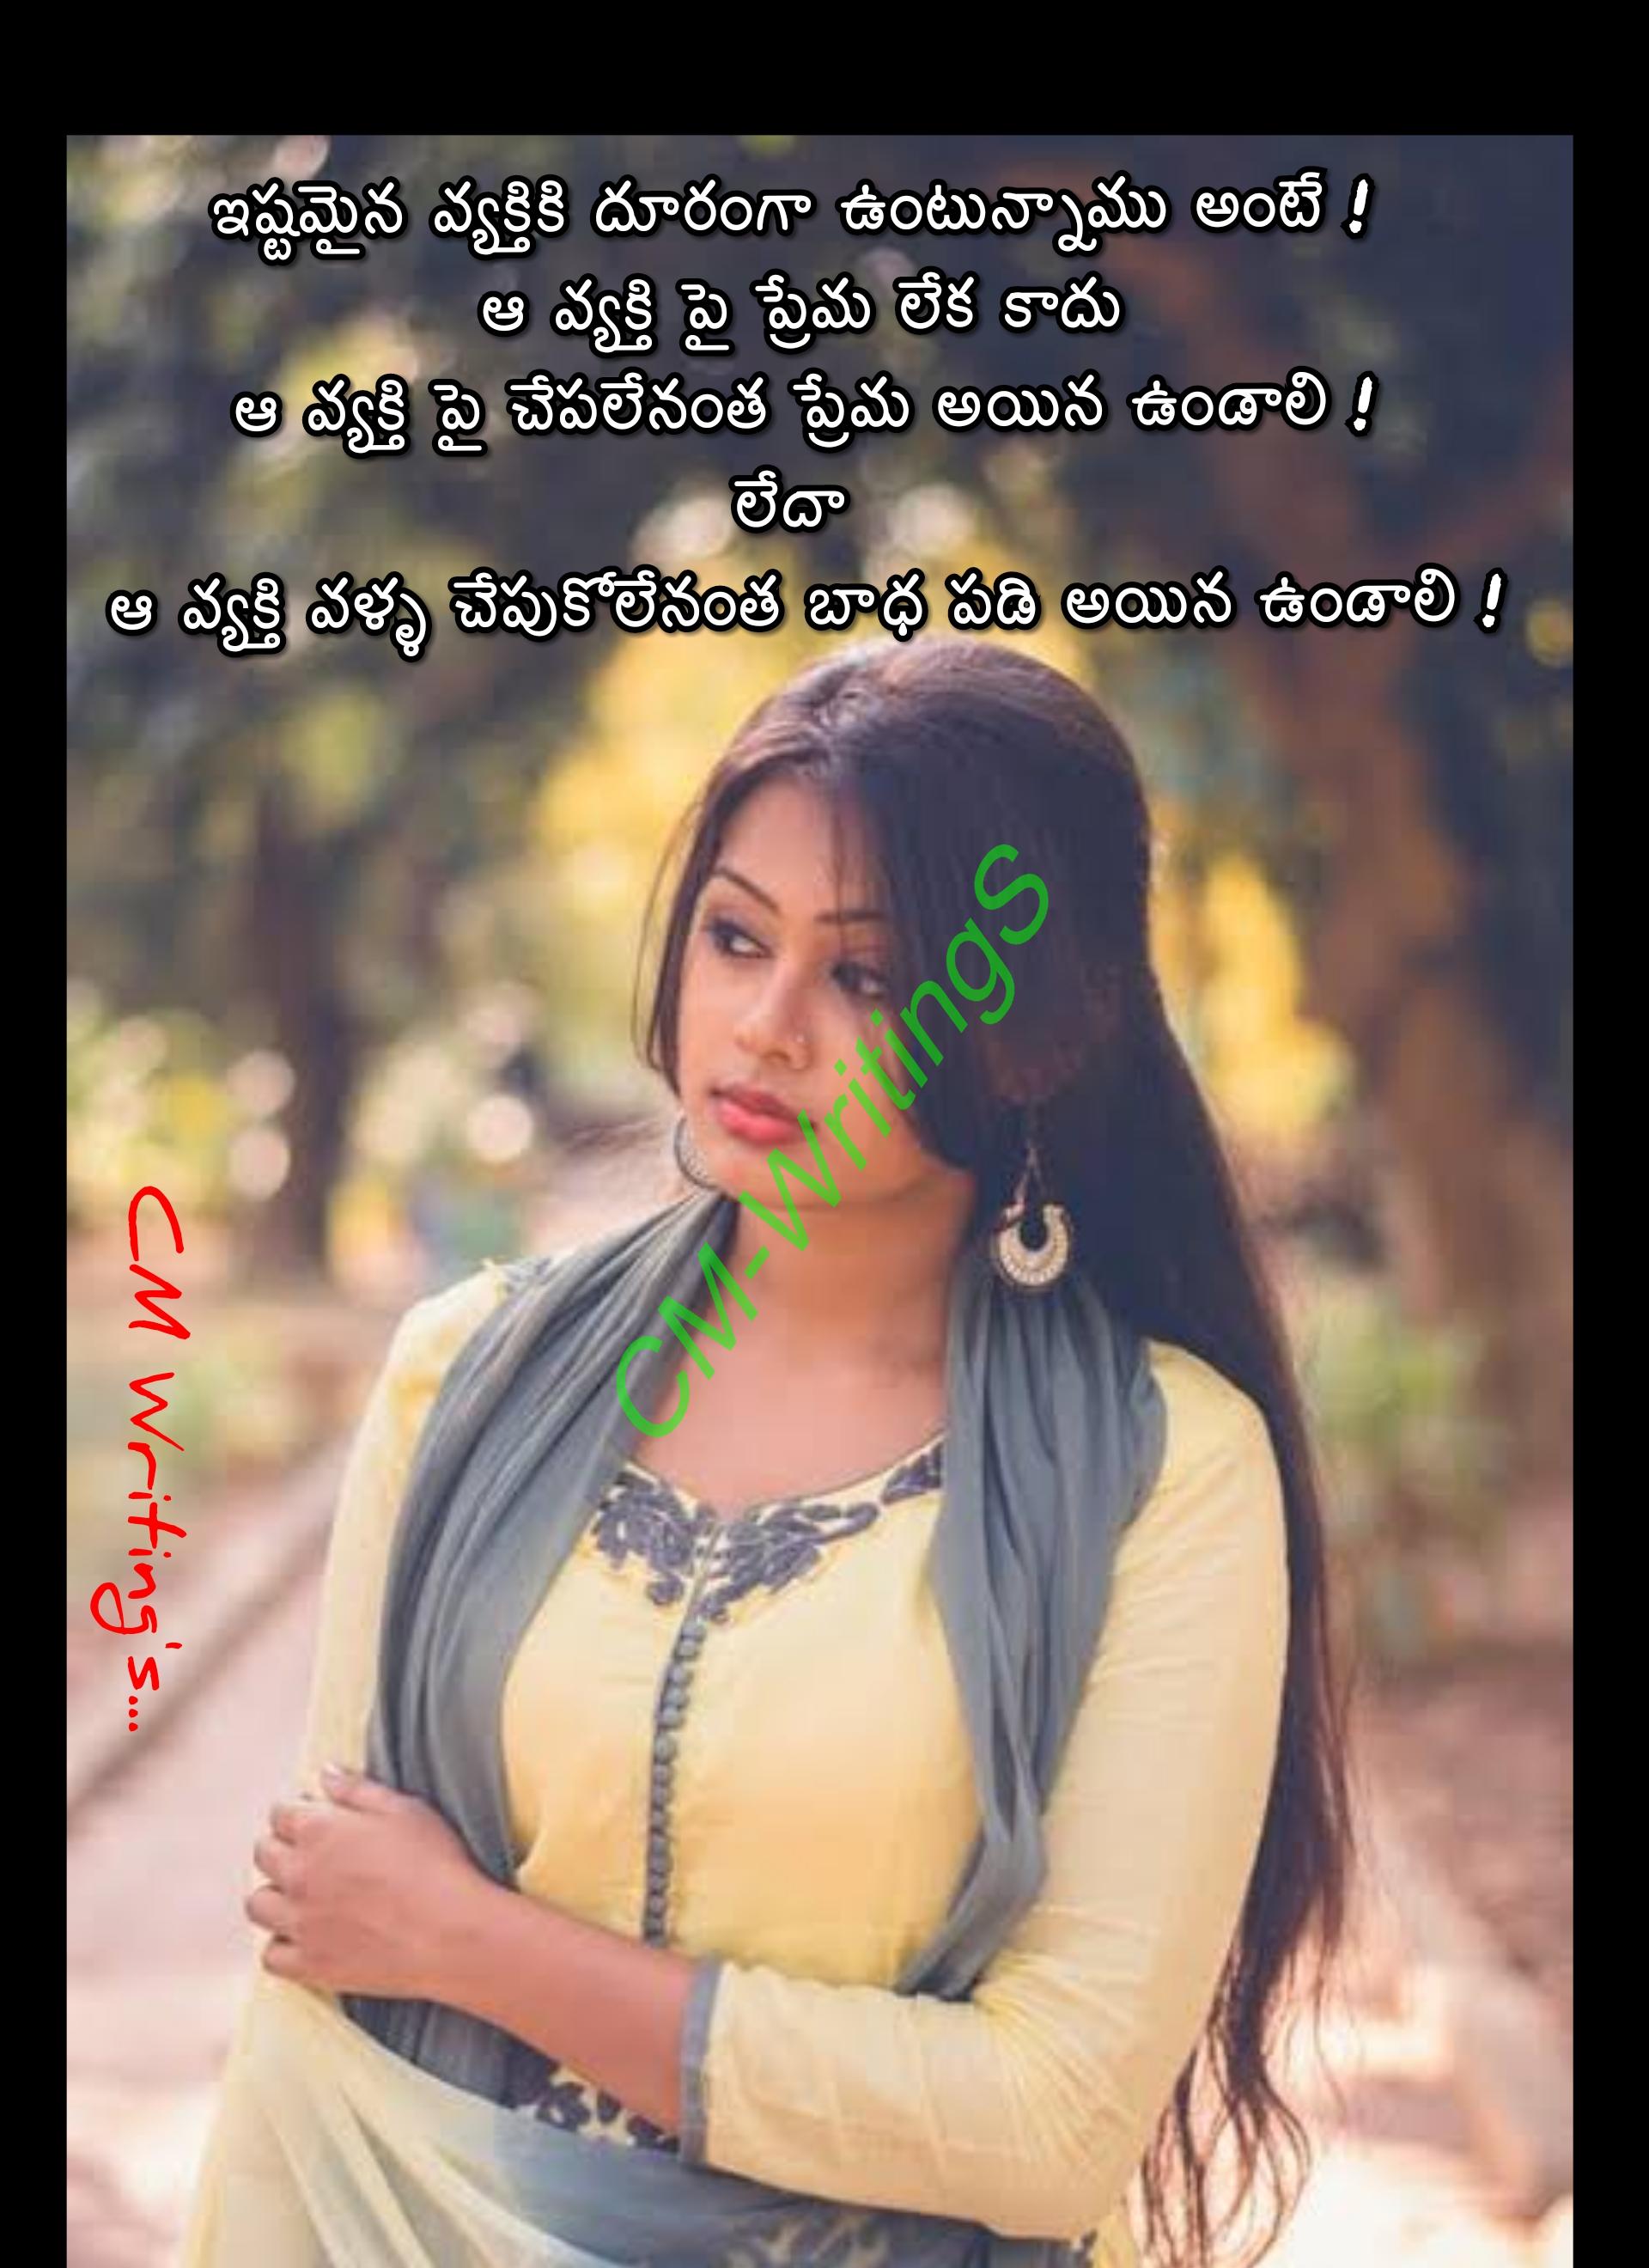 ఇష్టమైన వ్యక్తికి దూరంగా ఉంటున్నాము అంటే !
ఆ వ్యక్తి పై ప్రేమ లేక కాదు
ఆ వ్యక్తి పై చేపలేనంత ప్రేమ అయిన ఉండాలి !
లేదా
ఆ వ్యక్తి వళ్ళ చేపుకోలేనంత బాధ పడి అయిన ఉండాలి !
CM-WritingS
CM Writing's...